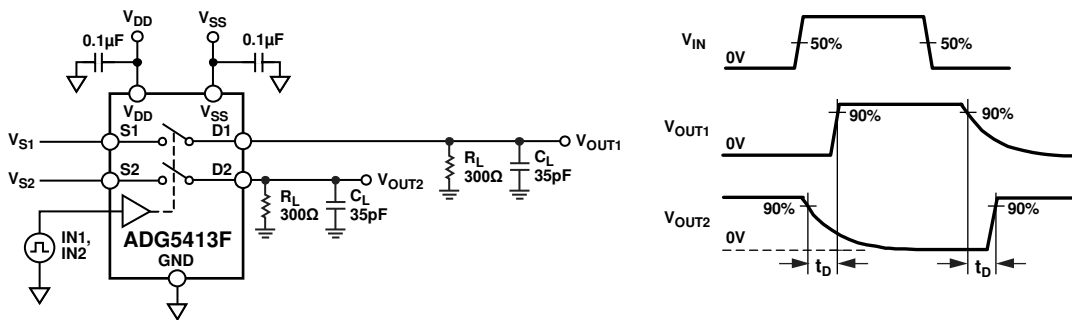 VDD
VSS
0.1µF
0.1µF
VDD
VSS
VS1
S1
D1
VOUT1
VS2
S2
D2
VOUT2
RL
300Ω
CL
35pF
RL
300Ω
CL
35pF
IN1,
IN2
ADG5413F
GND
VIN
0V
50%
50%
VOUT1
0V
90%
90%
VOUT2
90%
90%
0V
tD
tD